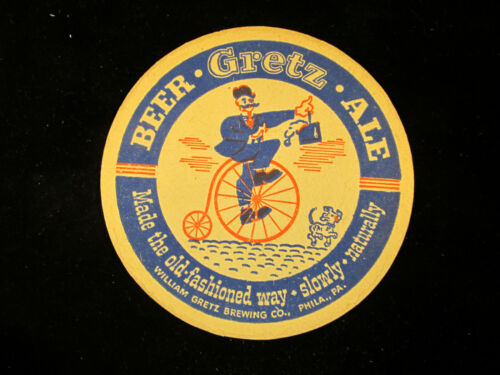 BEER · Gretz · ALE
Made the old-fashioned way · slowly · naturally
WILLIAM GRETZ BREWING CO., PHILA., PA.